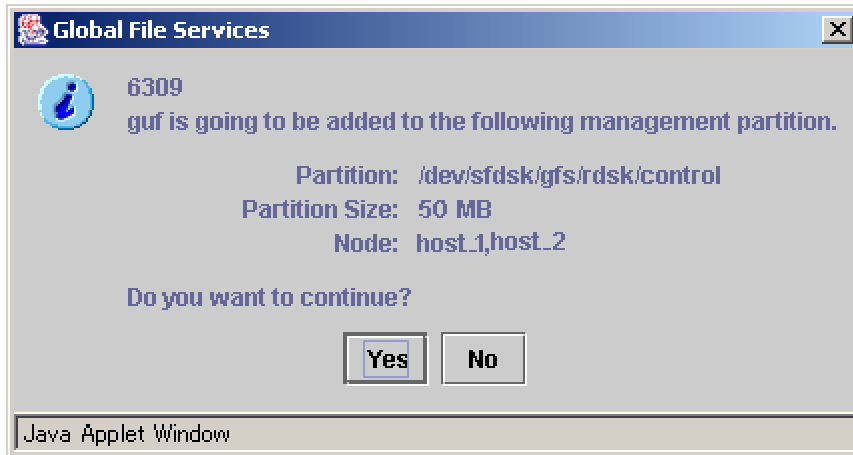 Global File Services
6309
guf is going to be added to the following management partition.
Partition: /dev/sfdsk/gfs/rdsk/control
Partition Size: 50 MB
Node: host_1,host_2
Do you want to continue?
Yes No
Java Applet Window